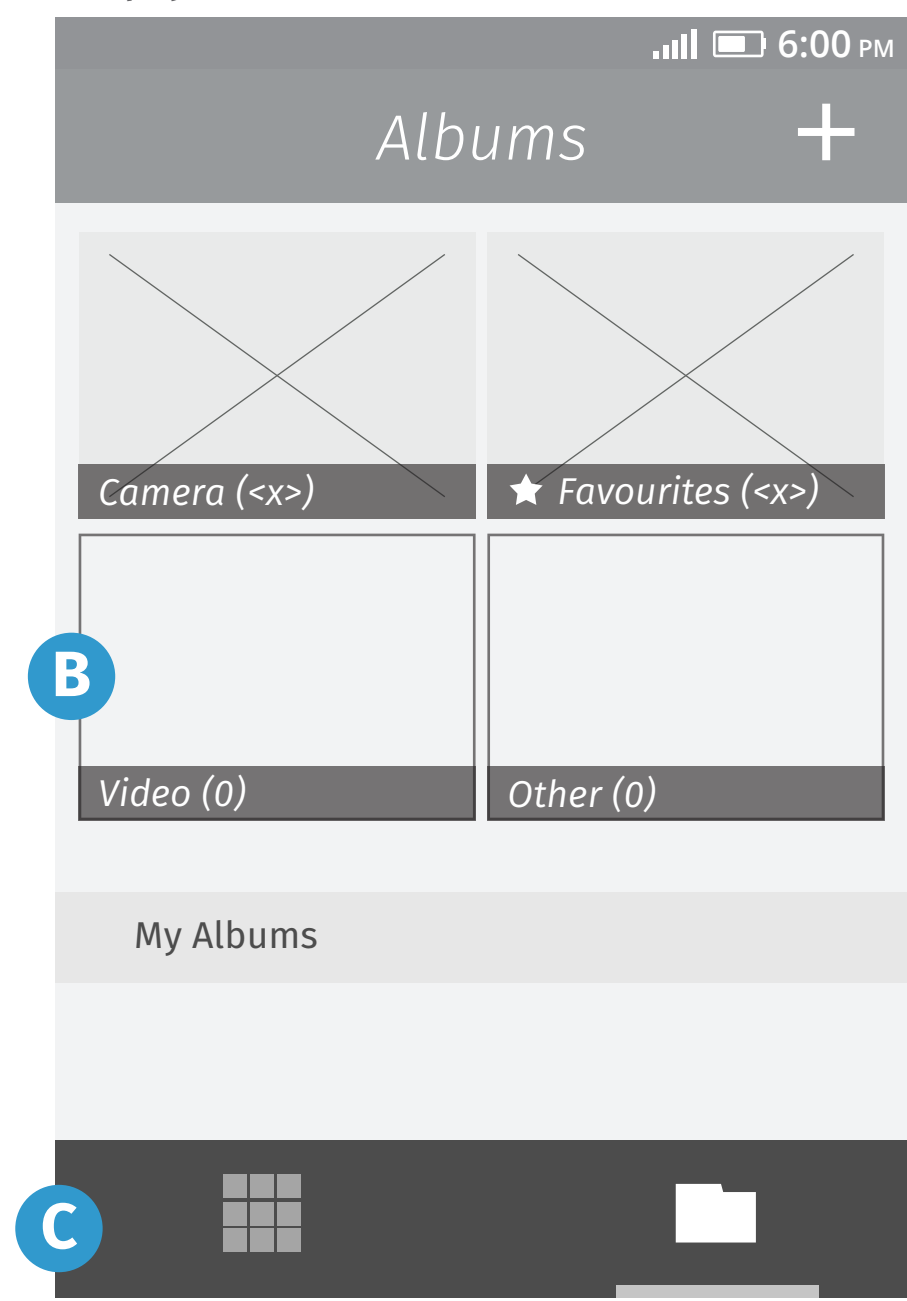 6:00 PM
Albums
Camera (<x>)
Favourites (<x>)
B
Video (0)
Other (0)
My Albums
C